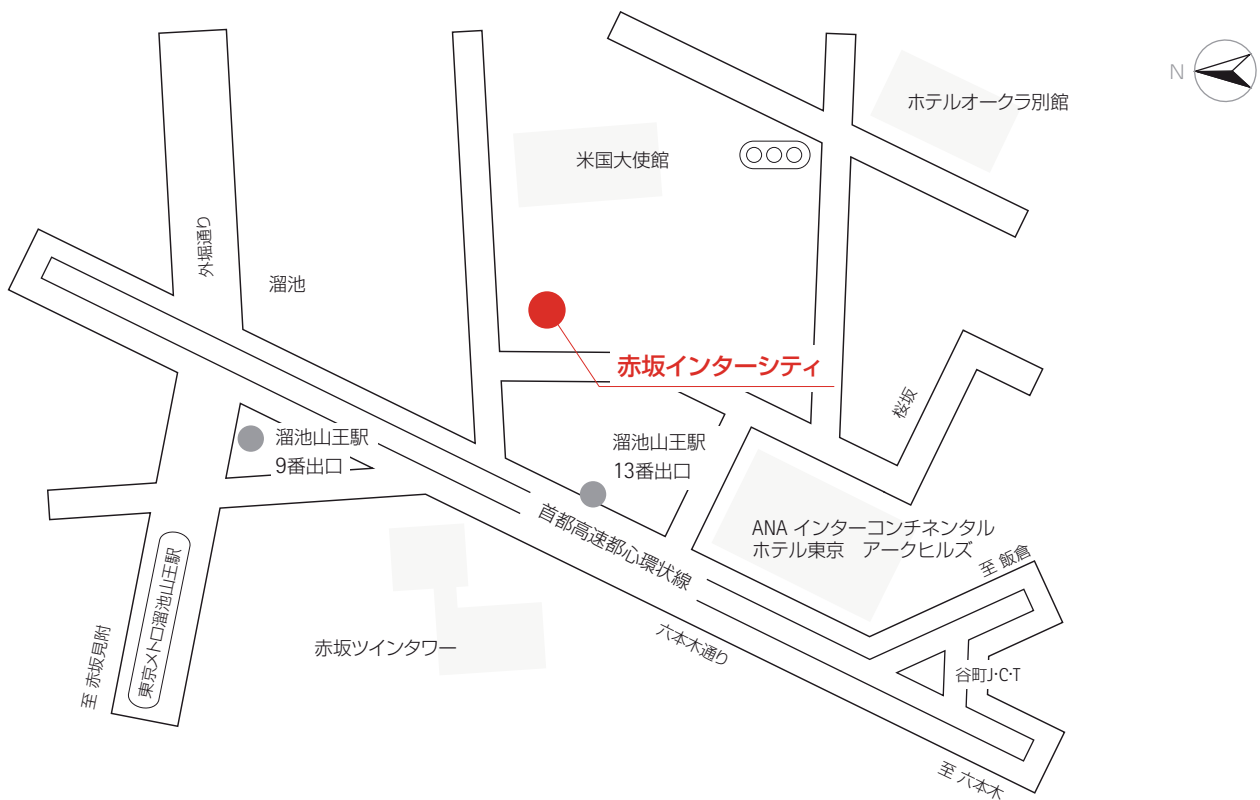 N
ホテルオークラ別館
米国大使館
外堀通り
溜池
赤坂インターシティ
桜坂
溜池山王駅
9番出口
溜池山王駅
13番出口
首都高速都心環状線
ANA インターコンチネンタル
ホテル東京 アークヒルズ
至 飯倉
東京メトロ溜池山王駅
至 赤坂見附
赤坂ツインタワー
六本木通り
谷町J·C·T
至 六本木